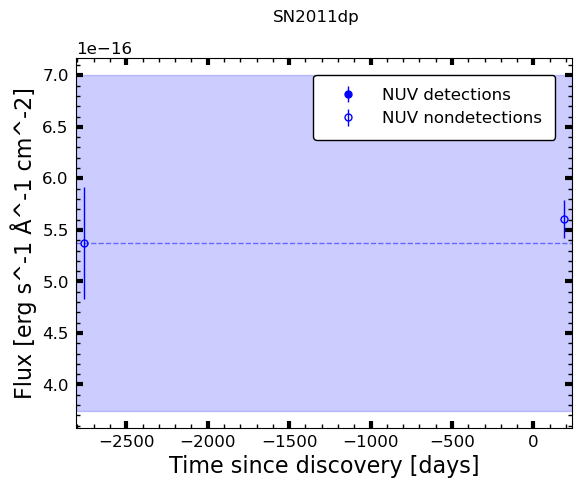 SN2011dp
1e−16
7.0
6.5
6.0
5.5
5.0
4.5
4.0
Flux [erg s^-1 Å^-1 cm^-2]
NUV detections
NUV nondetections
−2500 −2000 −1500 −1000 −500 0
Time since discovery [days]